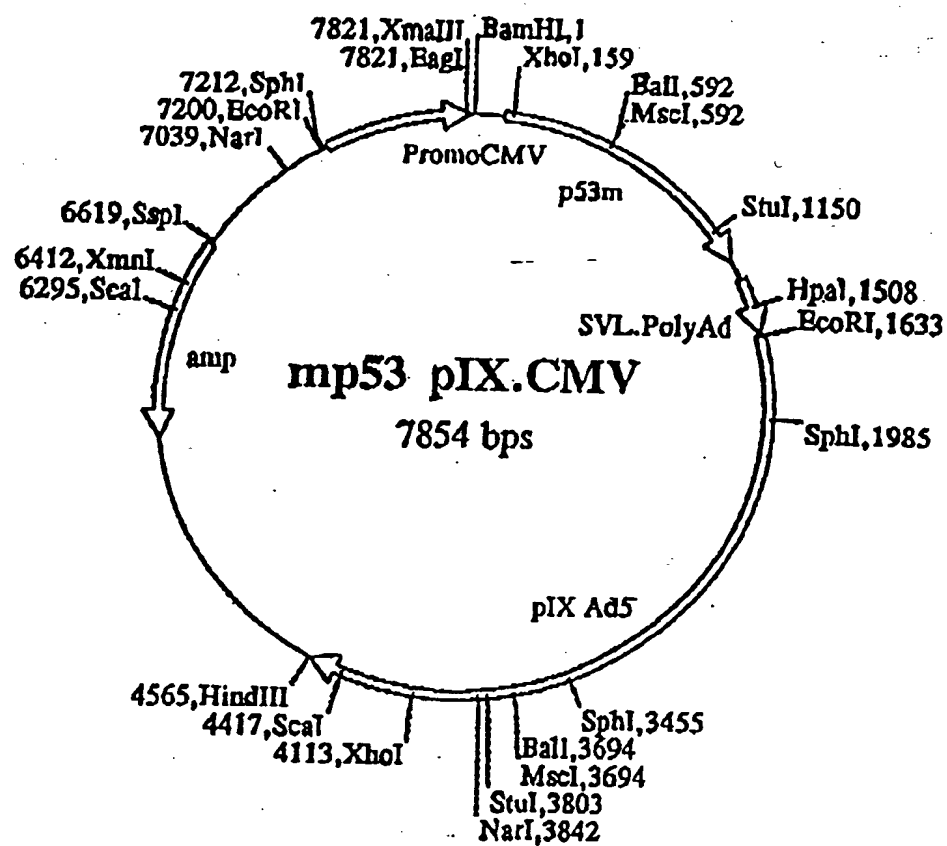 7821,XmaIII
BamHI,1
7821,EagI
XhoI,159
7212,SphI
7200,EcoRI
7039,NarI
BalI,592
MscI,592
PromoCMV
p53m
6619,SspI
6412,XmnI
6295,ScaI
StuI,1150
HpaI,1508
SVL.PolyAd
EcoRI,1633
amp
mp53 pIX.CMV
7854 bps
SphI,1985
pIX Ad5
4565,HindIII
4417,ScaI
4113,XhoI
SphI,3455
BalI,3694
MscI,3694
StuI,3803
NarI,3842